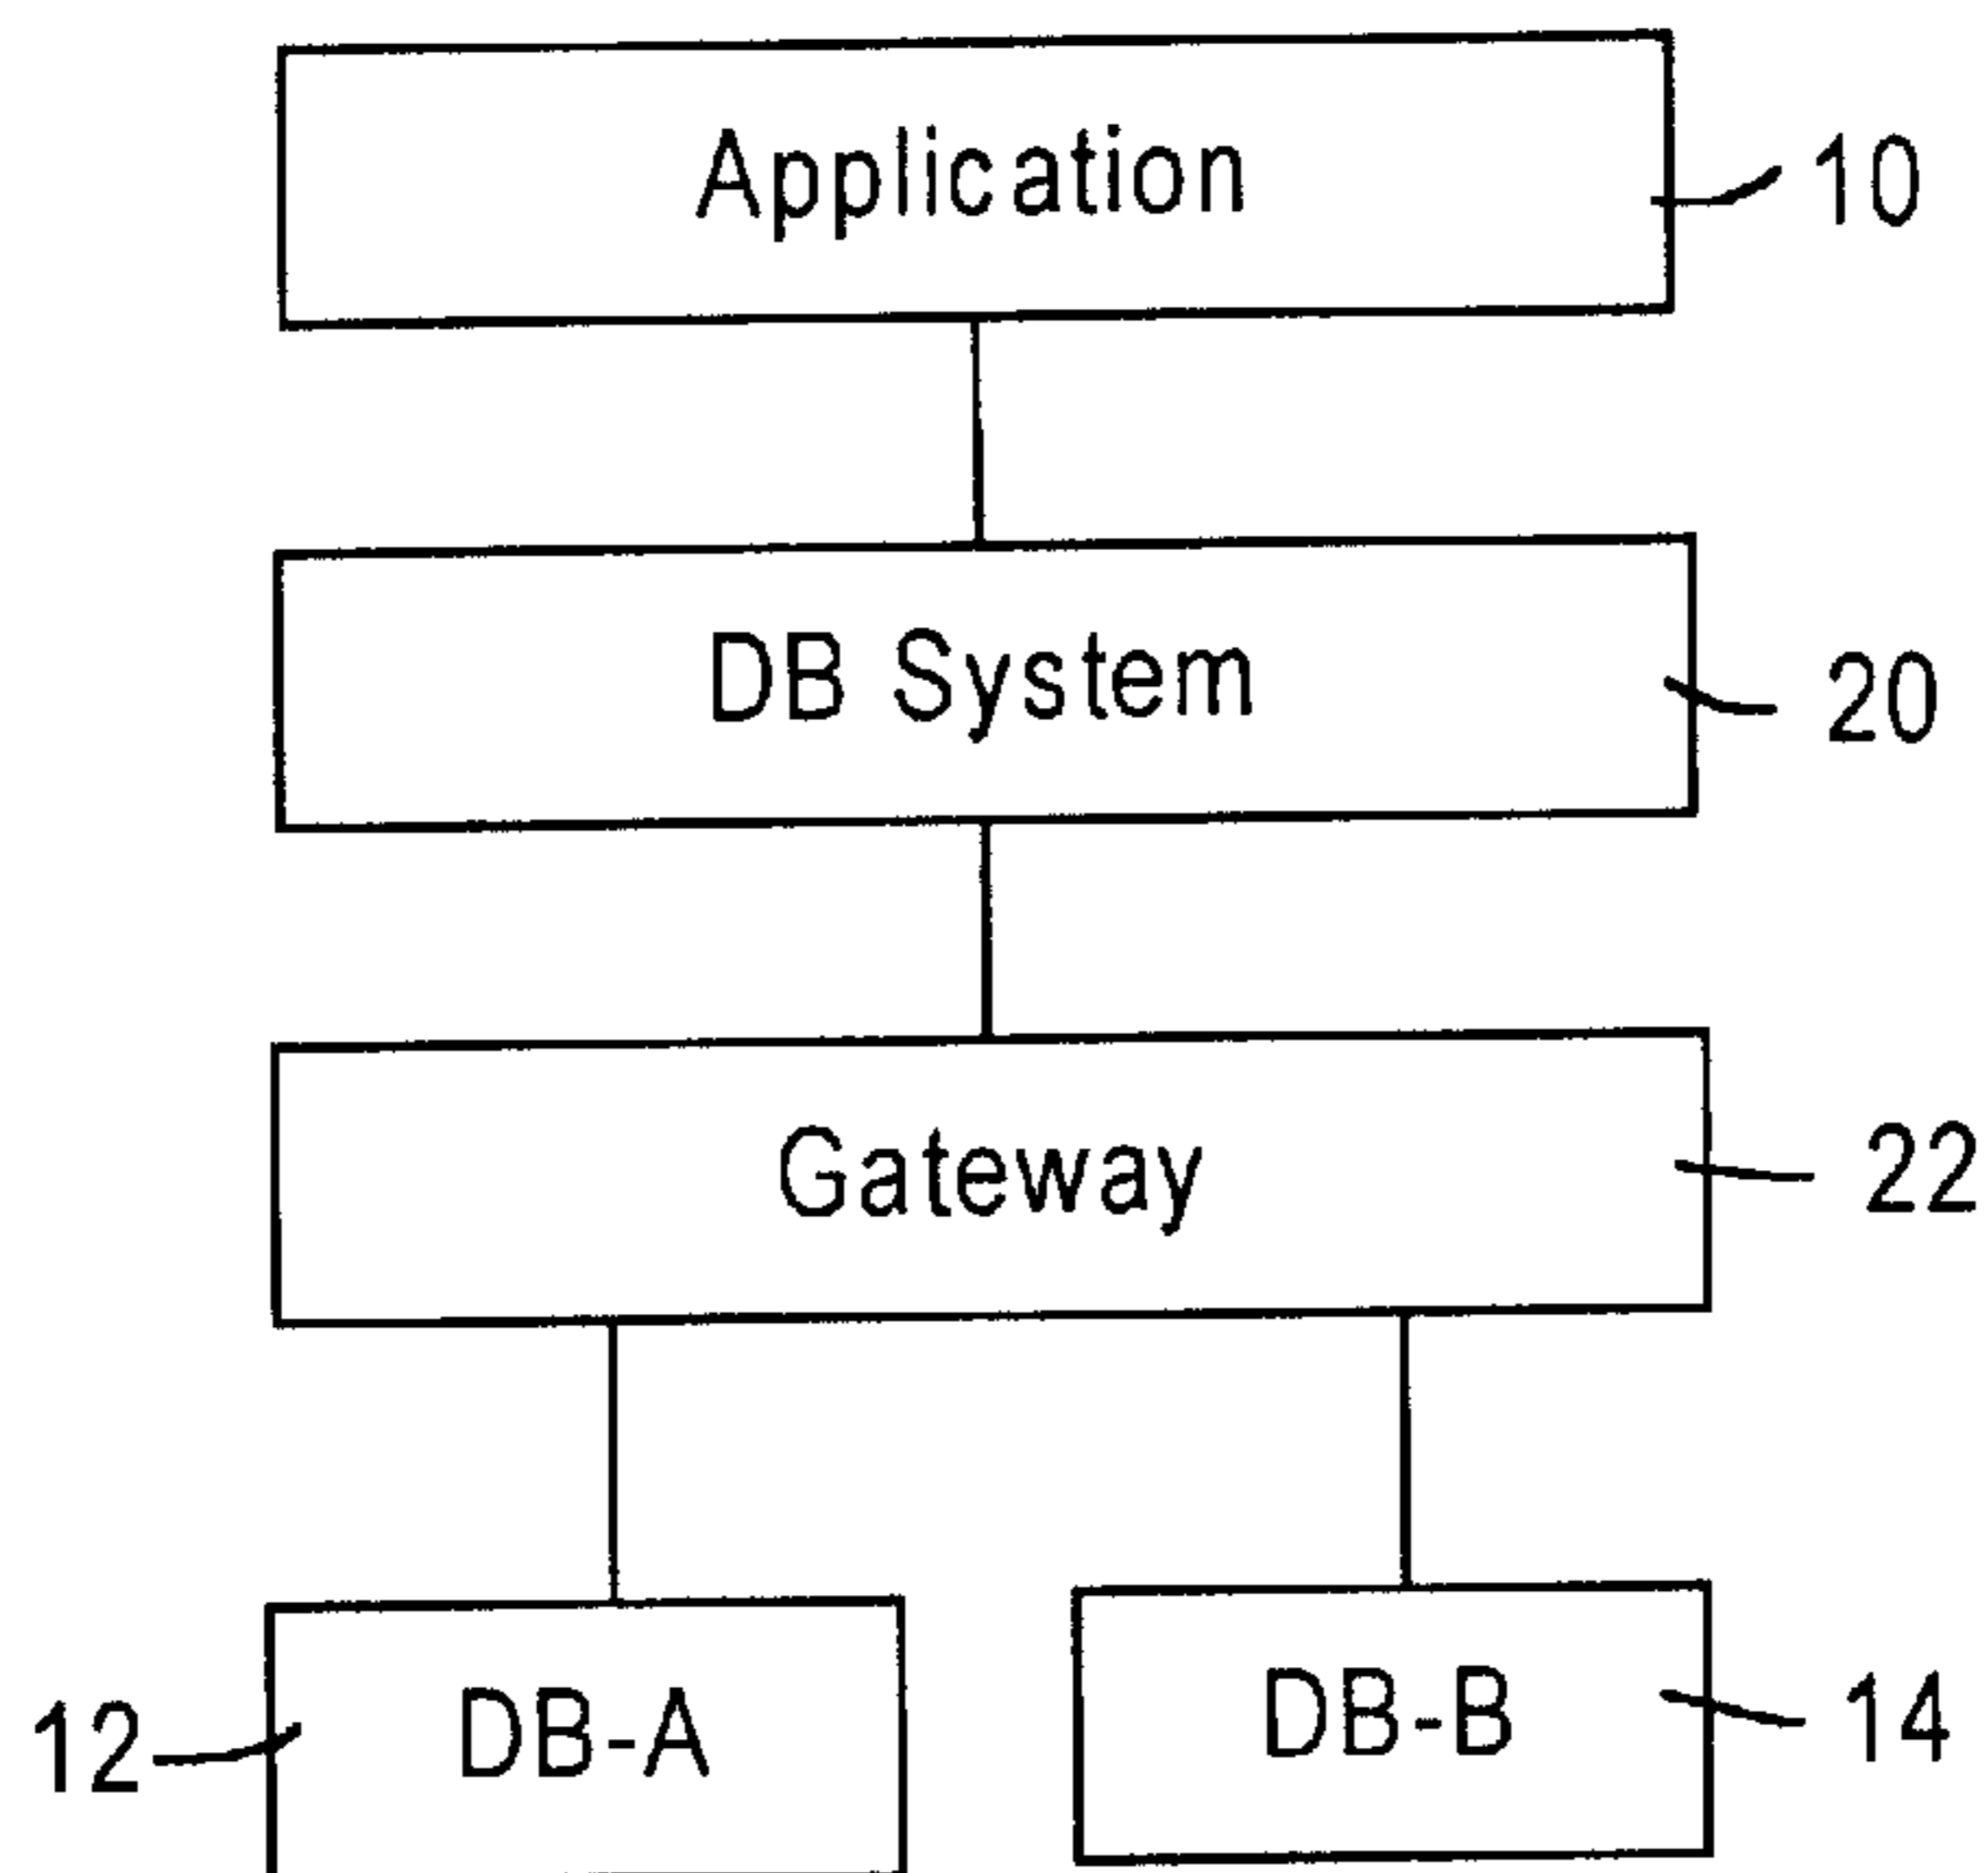 Application
10
DB System
20
Gateway
22
12
DB-A
DB-B
14